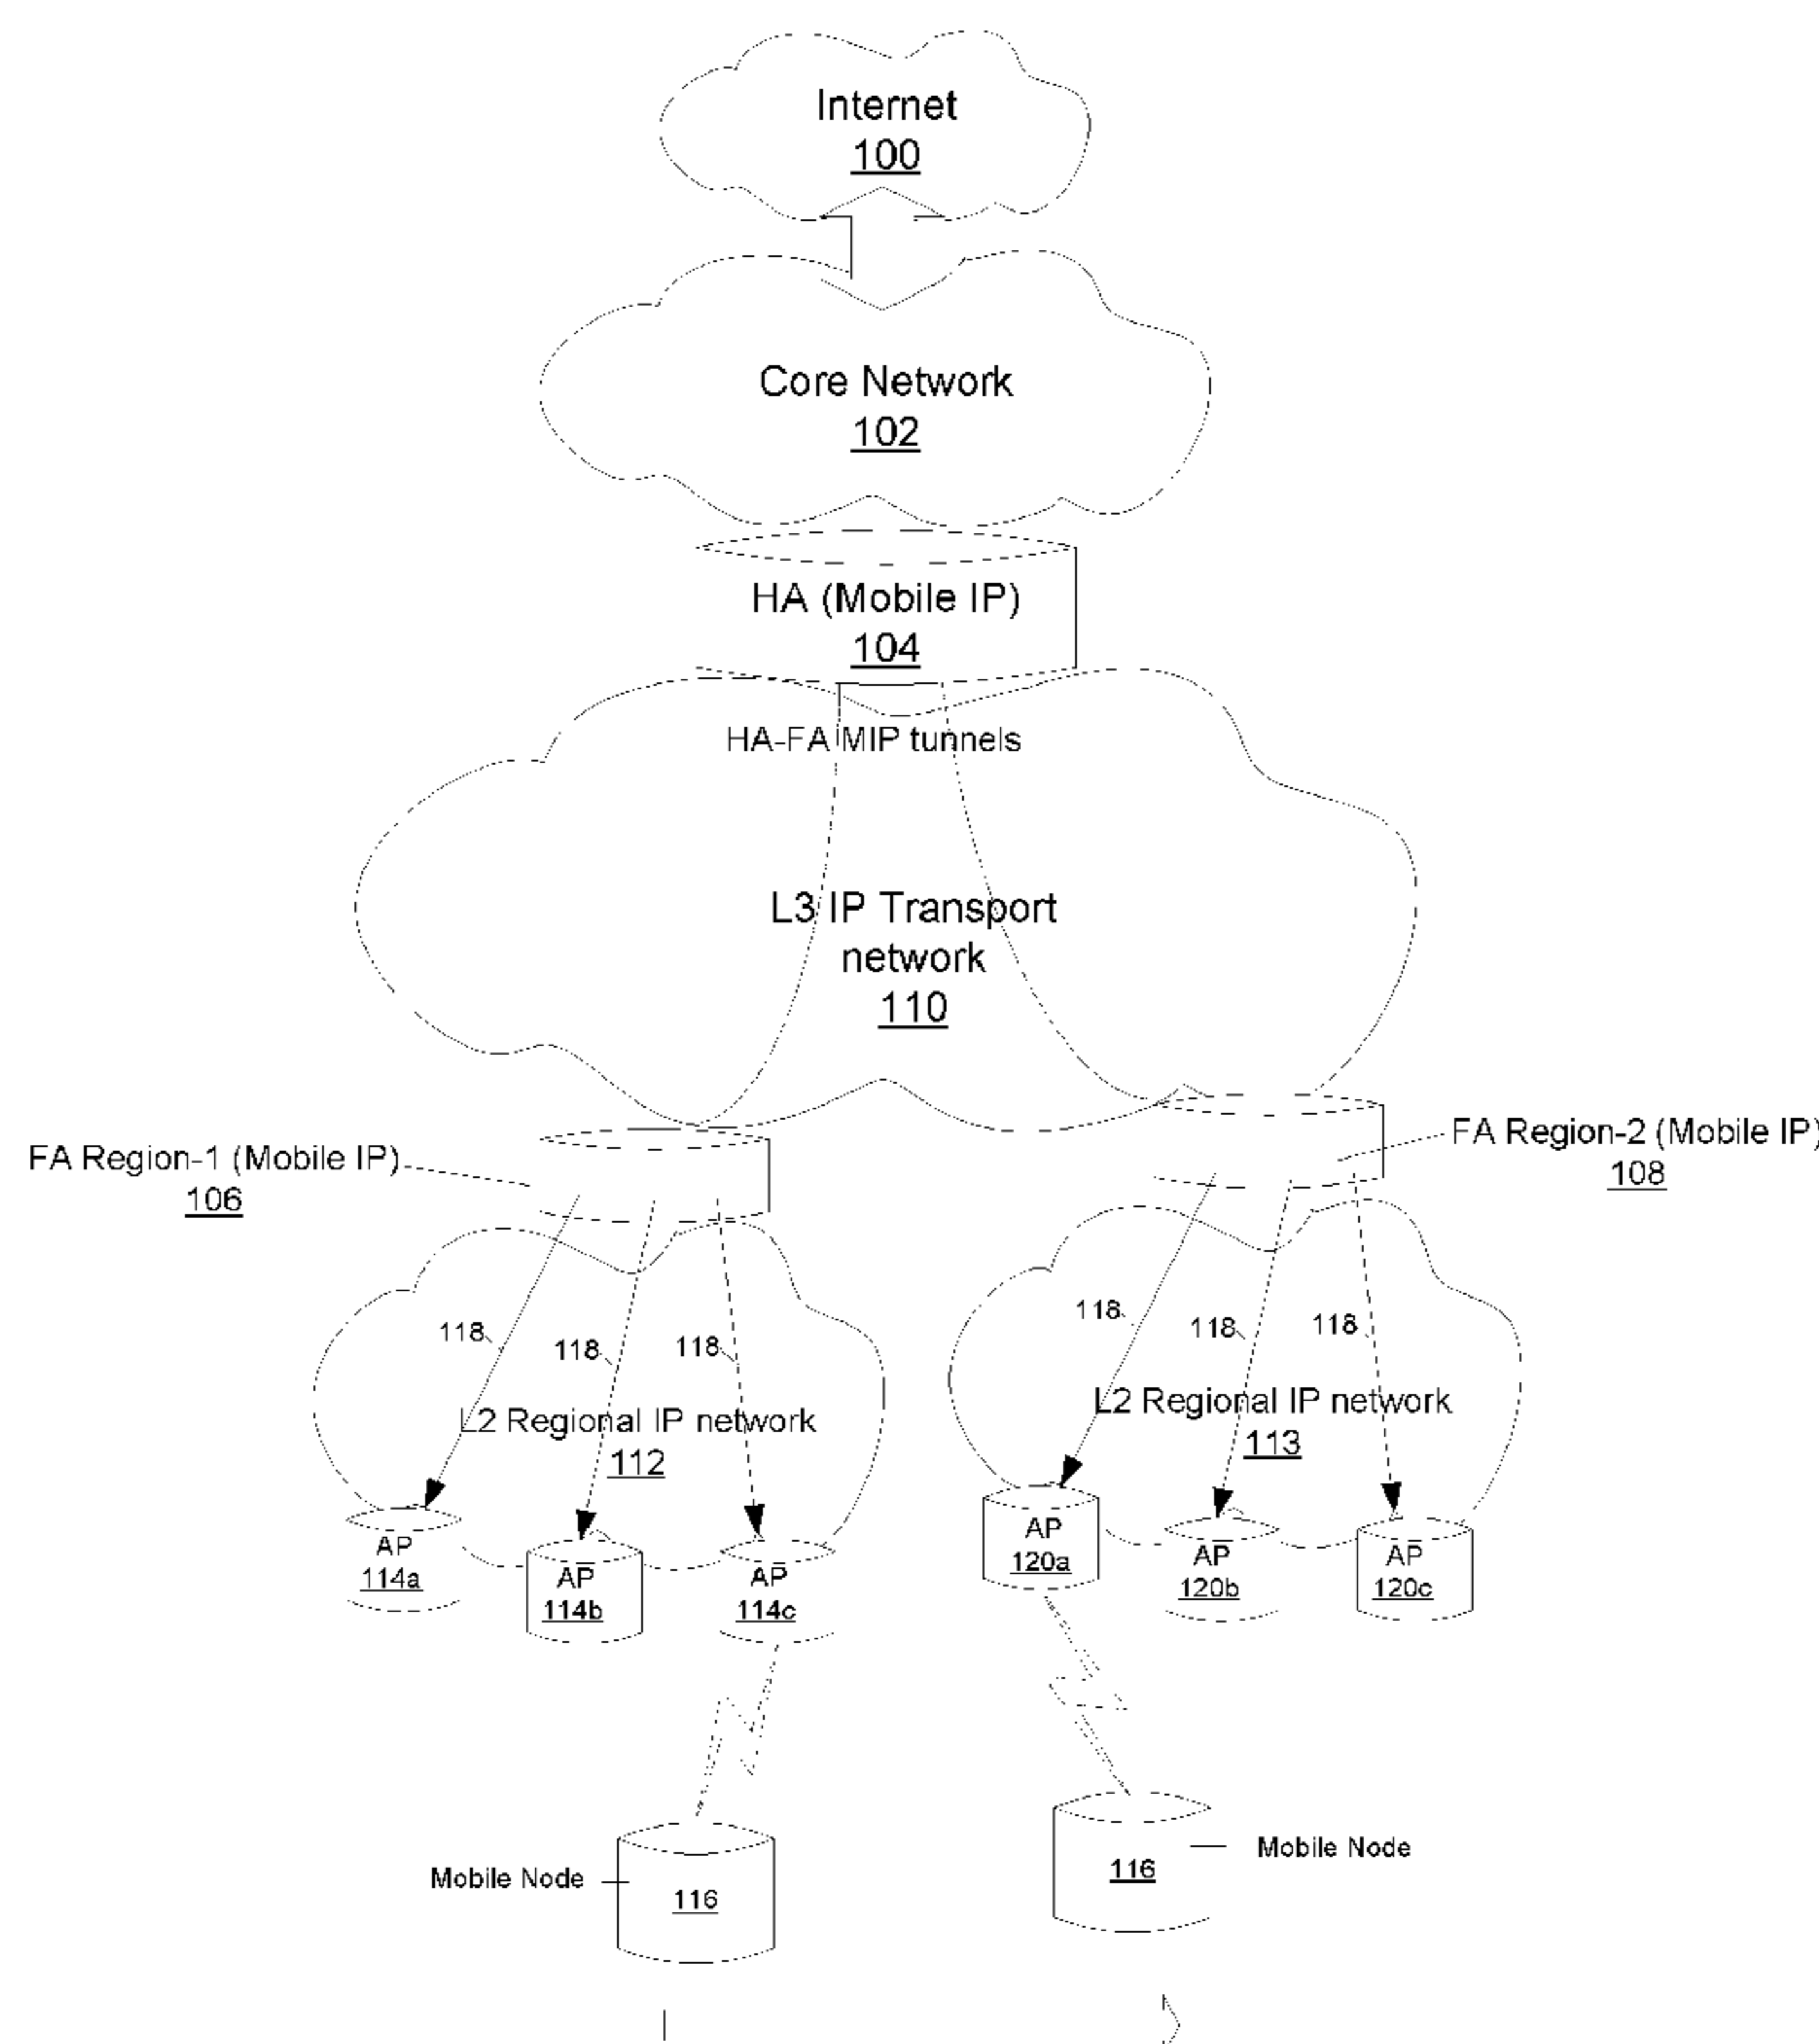 Internet
100
Core Network
102
HA (Mobile IP)
104
HA-FA MIP tunnels
L3 IP Transport
network
110
FA Region-1 (Mobile IP)
106
FA Region-2 (Mobile IP)
108
118
118
118
118
118
118
L2 Regional IP network
112
L2 Regional IP network
113
AP
114a
AP
114b
AP
114c
AP
120a
AP
120b
AP
120c
Mobile Node
116
116
Mobile Node